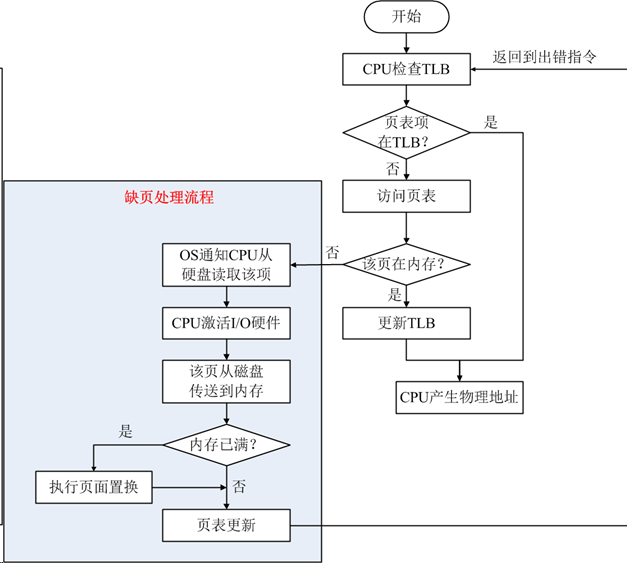 开始
返回到出错指令
CPU检查TLB
页表项
在TLB?
是
否
访问页表
缺页处理流程
OS通知CPU从
硬盘读取该项
否
该页在内存?
是
CPU激活I/O硬件
更新TLB
该页从磁盘
传送到内存
CPU产生物理地址
是
内存已满?
执行页面置换
否
页表更新